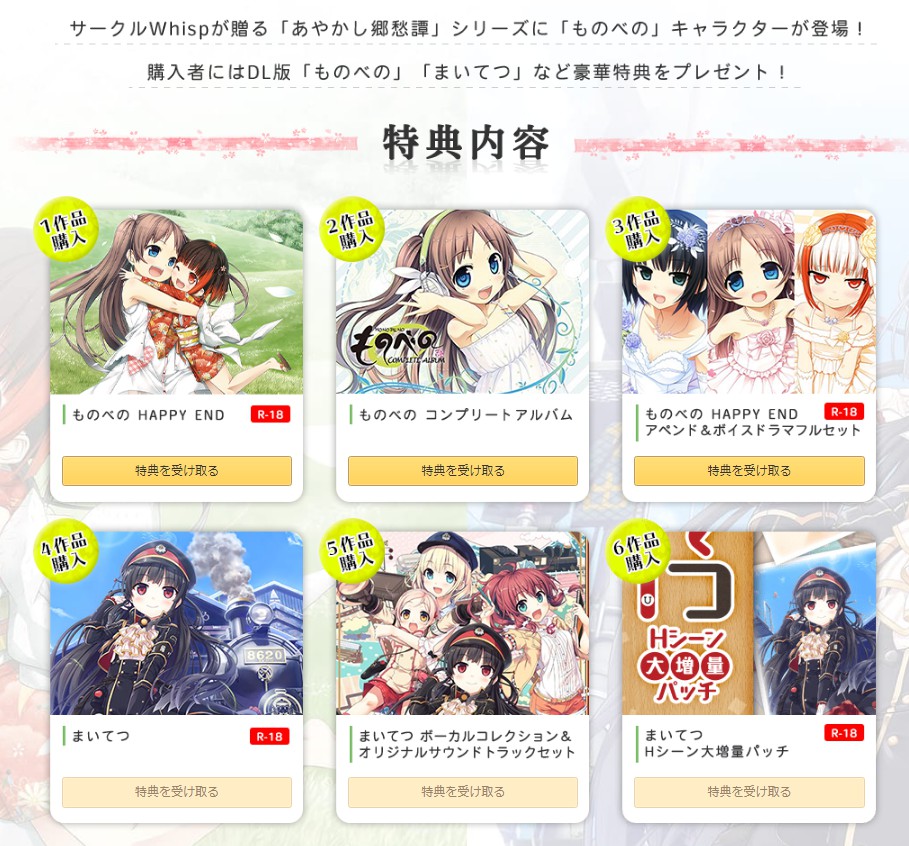 サークルWhispが贈る「あやかし郷愁譚」シリーズに「ものべの」キャラクターが登場！
購入者にはDL版「ものべの」「まいてつ」など豪華特典をプレゼント！
特典内容
1作品
購入
2作品
購入
3作品
購入
ものべの
COMPLETE ALBUM
ものべの HAPPY END
R-18
ものべの コンプリートアルバム
ものべの HAPPY END
R-18
アペンド＆ボイスドラマフルセット
特典を受け取る
特典を受け取る
特典を受け取る
4作品
購入
5作品
購入
6作品
購入
8620
コ
Hシーン
大増量
パッチ
まいてつ
R-18
まいてつ ボーカルコレクション＆
オリジナルサウンドトラックセット
まいてつ
R-18
Hシーン大増量パッチ
特典を受け取る
特典を受け取る
特典を受け取る